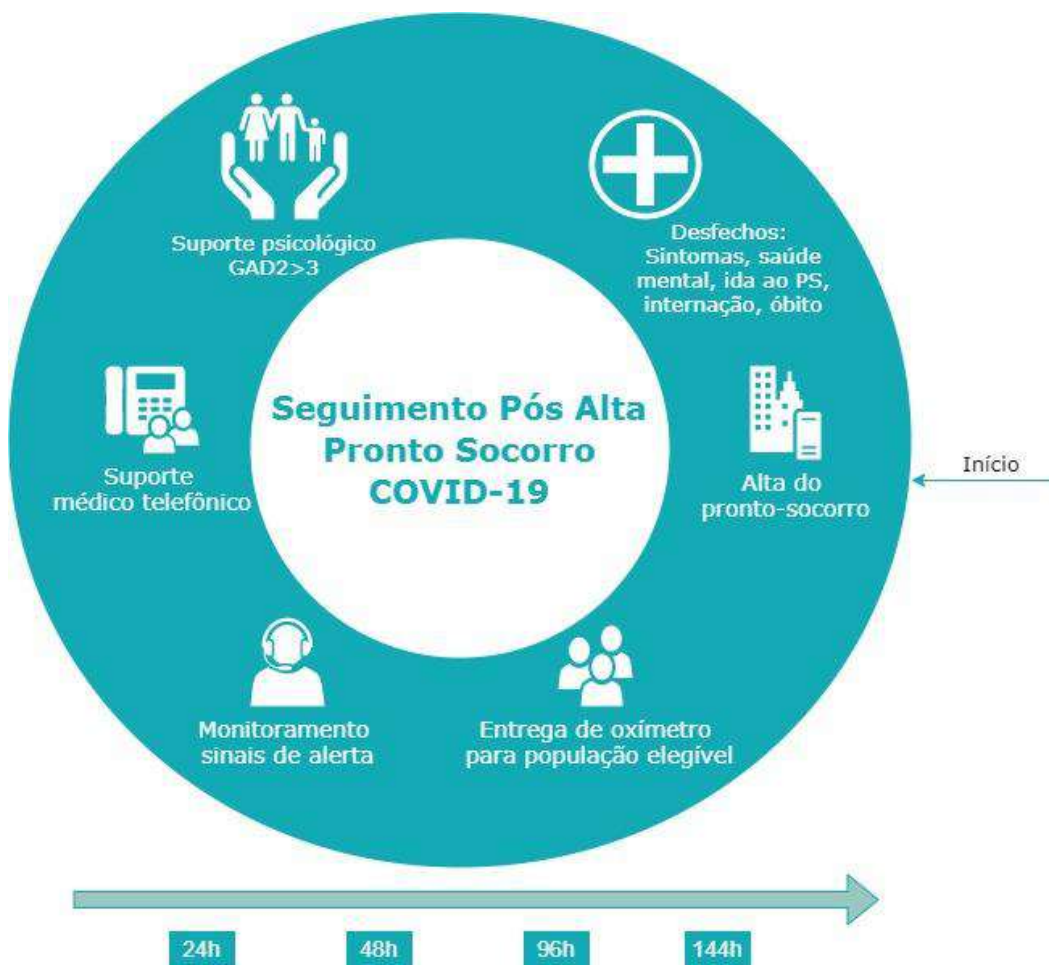 Suporte psicológico
GAD2>3
Desfechos:
Sintomas, saúde
mental, ida ao PS,
internação, óbito
Seguimento Pós Alta
Pronto Socorro
COVID-19
Suporte
médico telefônico
Alta do
pronto-socorro
Início
Monitoramento
sinais de alerta
Entrega de oxímetro
para população elegível
24h
48h
96h
144h